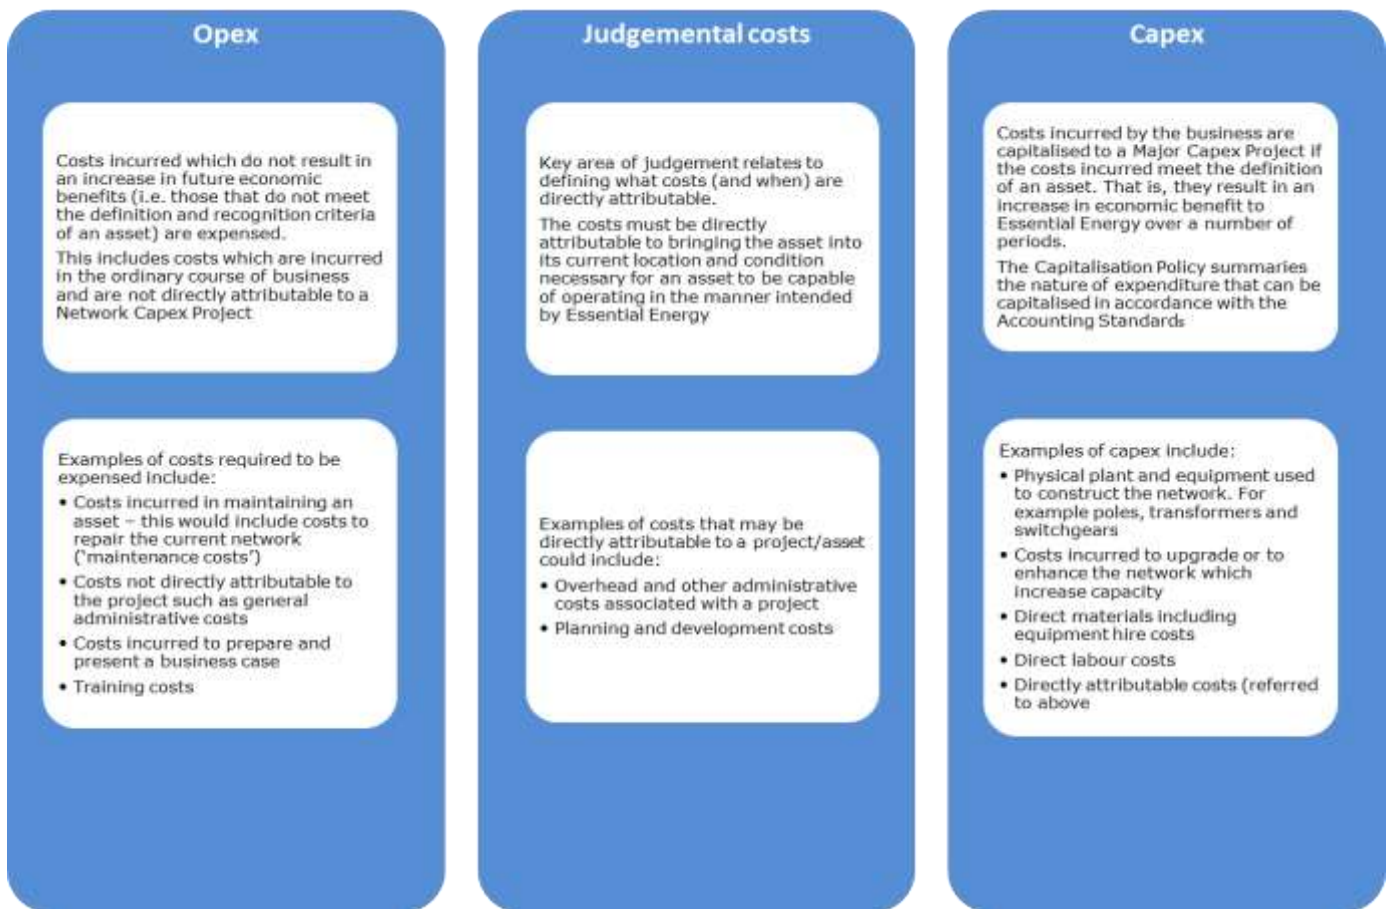 Opex
Costs incurred which do not result in
an increase in future economic
benefits (i.e. those that do not meet
the definition and recognition criteria
of an asset) are expensed.
This includes costs which are incurred
in the ordinary course of business
and are not directly attributable to a
Network Capex Project
Examples of costs required to be
expensed include:
• Costs incurred in maintaining an
asset – this would include costs to
repair the current network
(‘maintenance costs’)
• Costs not directly attributable to
the project such as general
administrative costs
• Costs incurred to prepare and
present a business case
• Training costs
Judgemental costs
Key area of judgement relates to
defining what costs (and when) are
directly attributable.
The costs must be directly
attributable to bringing the asset into
its current location and condition
necessary for an asset to be capable
of operating in the manner intended
by Essential Energy
Examples of costs that may be
directly attributable to a project/asset
could include:
• Overhead and other administrative
costs associated with a project
• Planning and development costs
Capex
Costs incurred by the business are
capitalised to a Major Capex Project if
the costs incurred meet the definition
of an asset. That is, they result in an
increase in economic benefit to
Essential Energy over a number of
periods.
The Capitalisation Policy summaries
the nature of expenditure that can be
capitalised in accordance with the
Accounting Standards
Examples of capex include:
• Physical plant and equipment used
to construct the network. For
example poles, transformers and
switchgears
• Costs incurred to upgrade or to
enhance the network which
increase capacity
• Direct materials including
equipment hire costs
• Direct labour costs
• Directly attributable costs (referred
to above